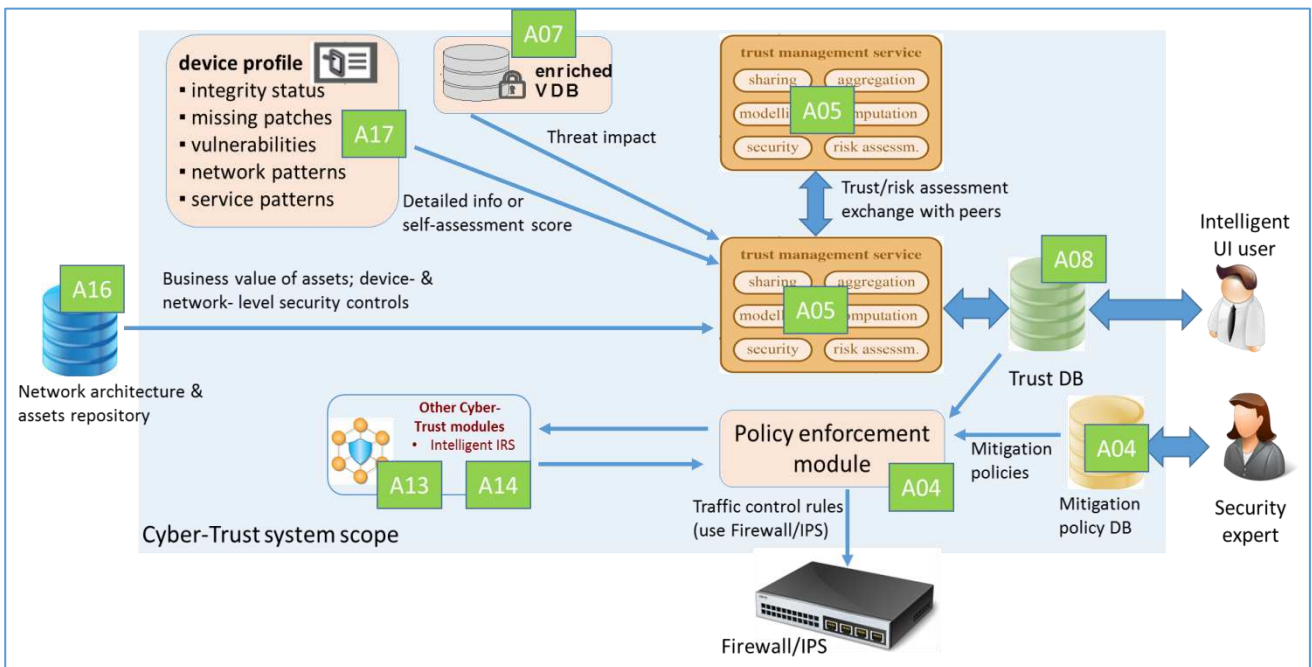 device profile
▪ integrity status
▪ missing patches
▪ vulnerabilities
▪ network patterns
▪ service patterns
A17
A07
enriched
VDB
trust management service
sharing
aggregation
A05
security
risk assessm.
Threat impact
Detailed info or
self-assessment score
Trust/risk assessment
exchange with peers
Intelligent
UI user
A16
Business value of assets; device- &
network- level security controls
trust management service
sharing
aggregation
A05
security
risk assessm.
A08
Trust DB
Network architecture &
assets repository
Other Cyber-
Trust modules
• Intelligent IRS
A13
A14
Policy enforcement
module
A04
Mitigation
policies
A04
Mitigation
policy DB
Security
expert
Traffic control rules
(use Firewall/IPS)
Cyber-Trust system scope
Firewall/IPS